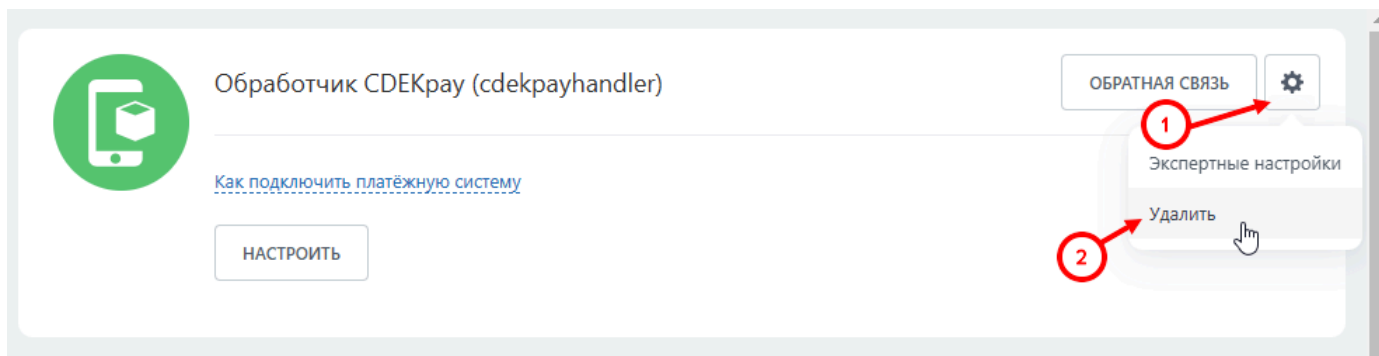 Обработчик CDEKpay (cdekpayhandler)
ОБРАТНАЯ СВЯЗЬ
1
Экспертные настройки
Как подключить платёжную систему
Удалить
НАСТРОИТЬ
2